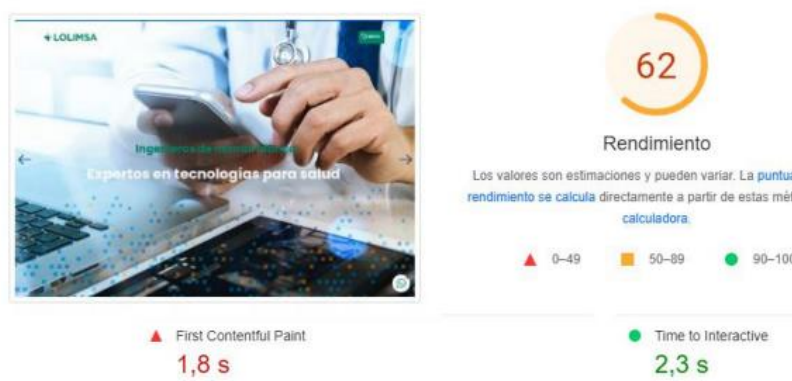 LOLIMSA
Expertos en tecnologías para salud
62
Rendimiento
Los valores son estimaciones y pueden variar. La puntua
rendimiento se calcula directamente a partir de estas mét
calculadora.
0–49
50–89
90–100
First Contentful Paint
1,8 s
Time to Interactive
2,3 s